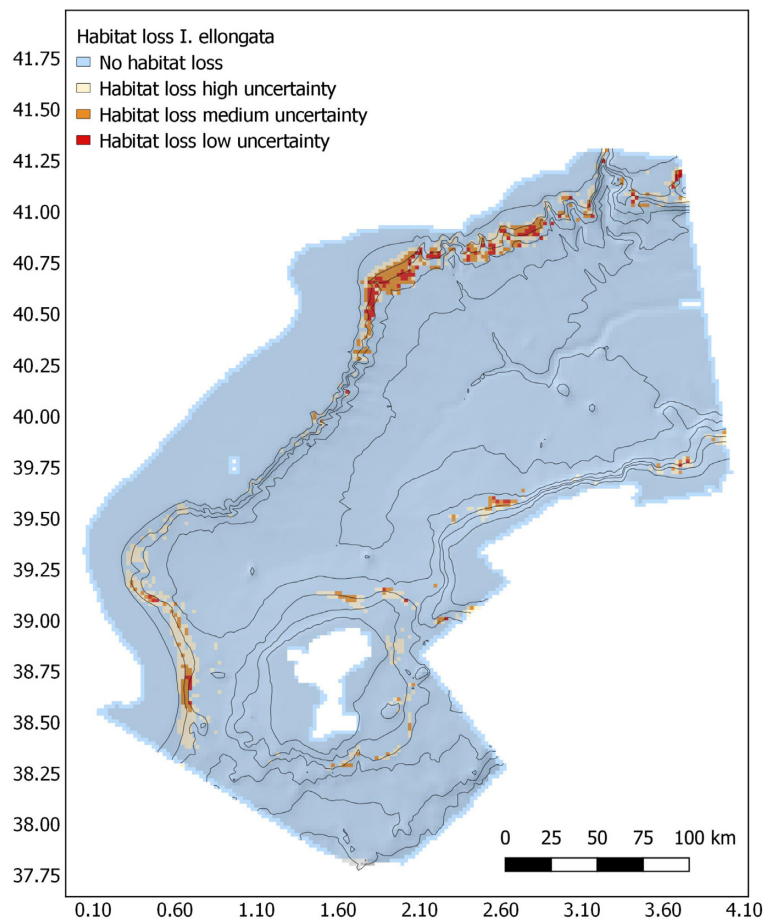 Habitat loss I. ellongata
No habitat loss
Habitat loss high uncertainty
Habitat loss medium uncertainty
Habitat loss low uncertainty
41.75
41.50
41.25
41.00
40.75
40.50
40.25
40.00
39.75
39.50
39.25
39.00
38.75
38.50
38.25
38.00
37.75
0 25 50 75 100 km
0.10 0.60 1.10 1.60 2.10 2.60 3.10 3.60 4.10